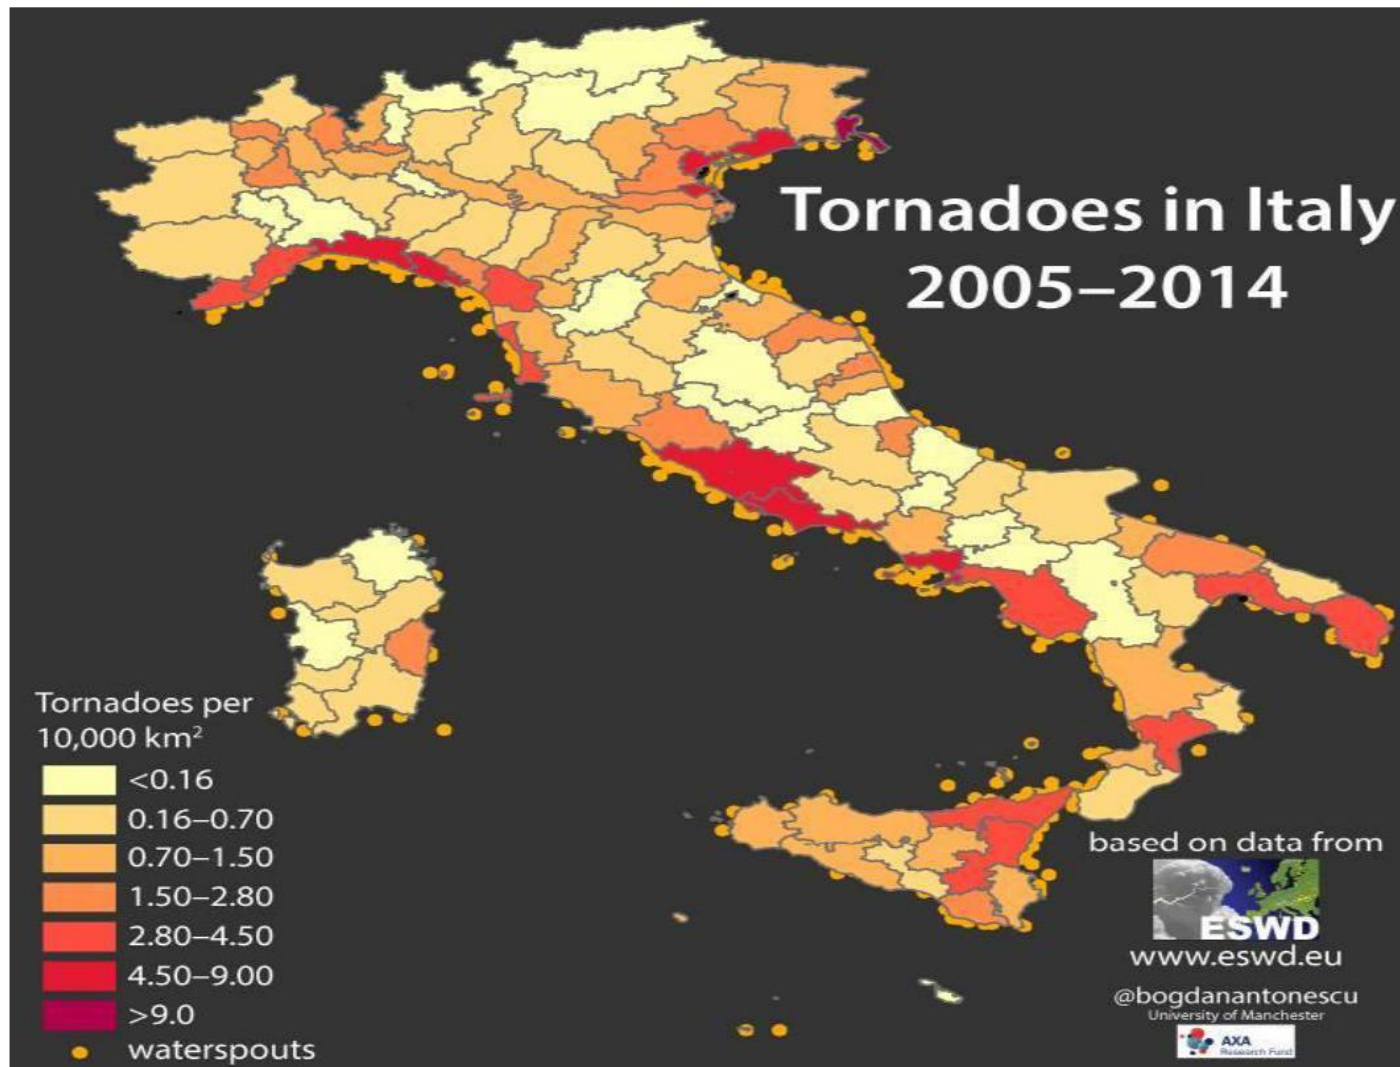 Tornadoes in Italy
2005–2014
Tornadoes per
10,000 km²
<0.16
0.16–0.70
0.70–1.50
1.50–2.80
2.80–4.50
4.50–9.00
>9.0
waterspouts
based on data from
ESWD
www.eswd.eu
@bogdanantonescu
University of Manchester
AXA
Research Fund